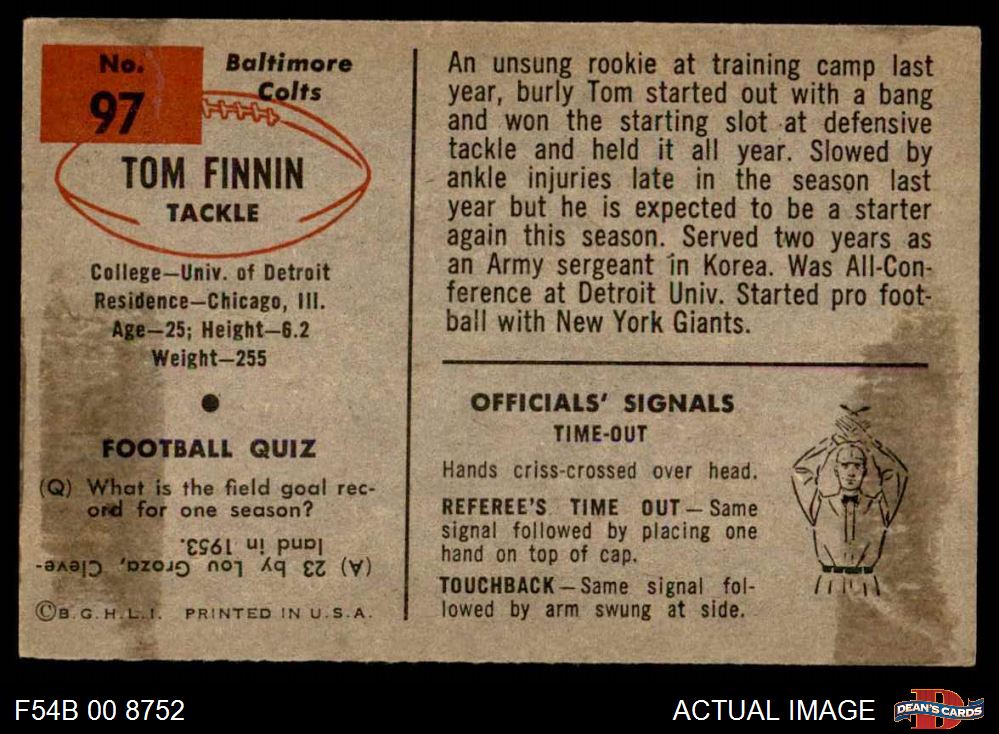 No.
97
Baltimore
Colts
TOM FINNIN
TACKLE
College—Univ. of Detroit
Residence—Chicago, Ill.
Age—25; Height—6.2
Weight—255
FOOTBALL QUIZ
(Q) What is the field goal rec-
ord for one season?
(A) 23 by Lou Groza, Cleve-
land in 1953.
©B.G.H.L.I. PRINTED IN U.S.A.
An unsung rookie at training camp last
year, burly Tom started out with a bang
and won the starting slot at defensive
tackle and held it all year. Slowed by
ankle injuries late in the season last
year but he is expected to be a starter
again this season. Served two years as
an Army sergeant in Korea. Was All-Con-
ference at Detroit Univ. Started pro foot-
ball with New York Giants.
OFFICIALS' SIGNALS
TIME-OUT
Hands criss-crossed over head.
REFEREE'S TIME OUT—Same
signal followed by placing one
hand on top of cap.
TOUCHBACK—Same signal fol-
lowed by arm swung at side.
F54B 00 8752
ACTUAL IMAGE
DEAN'S CARDS